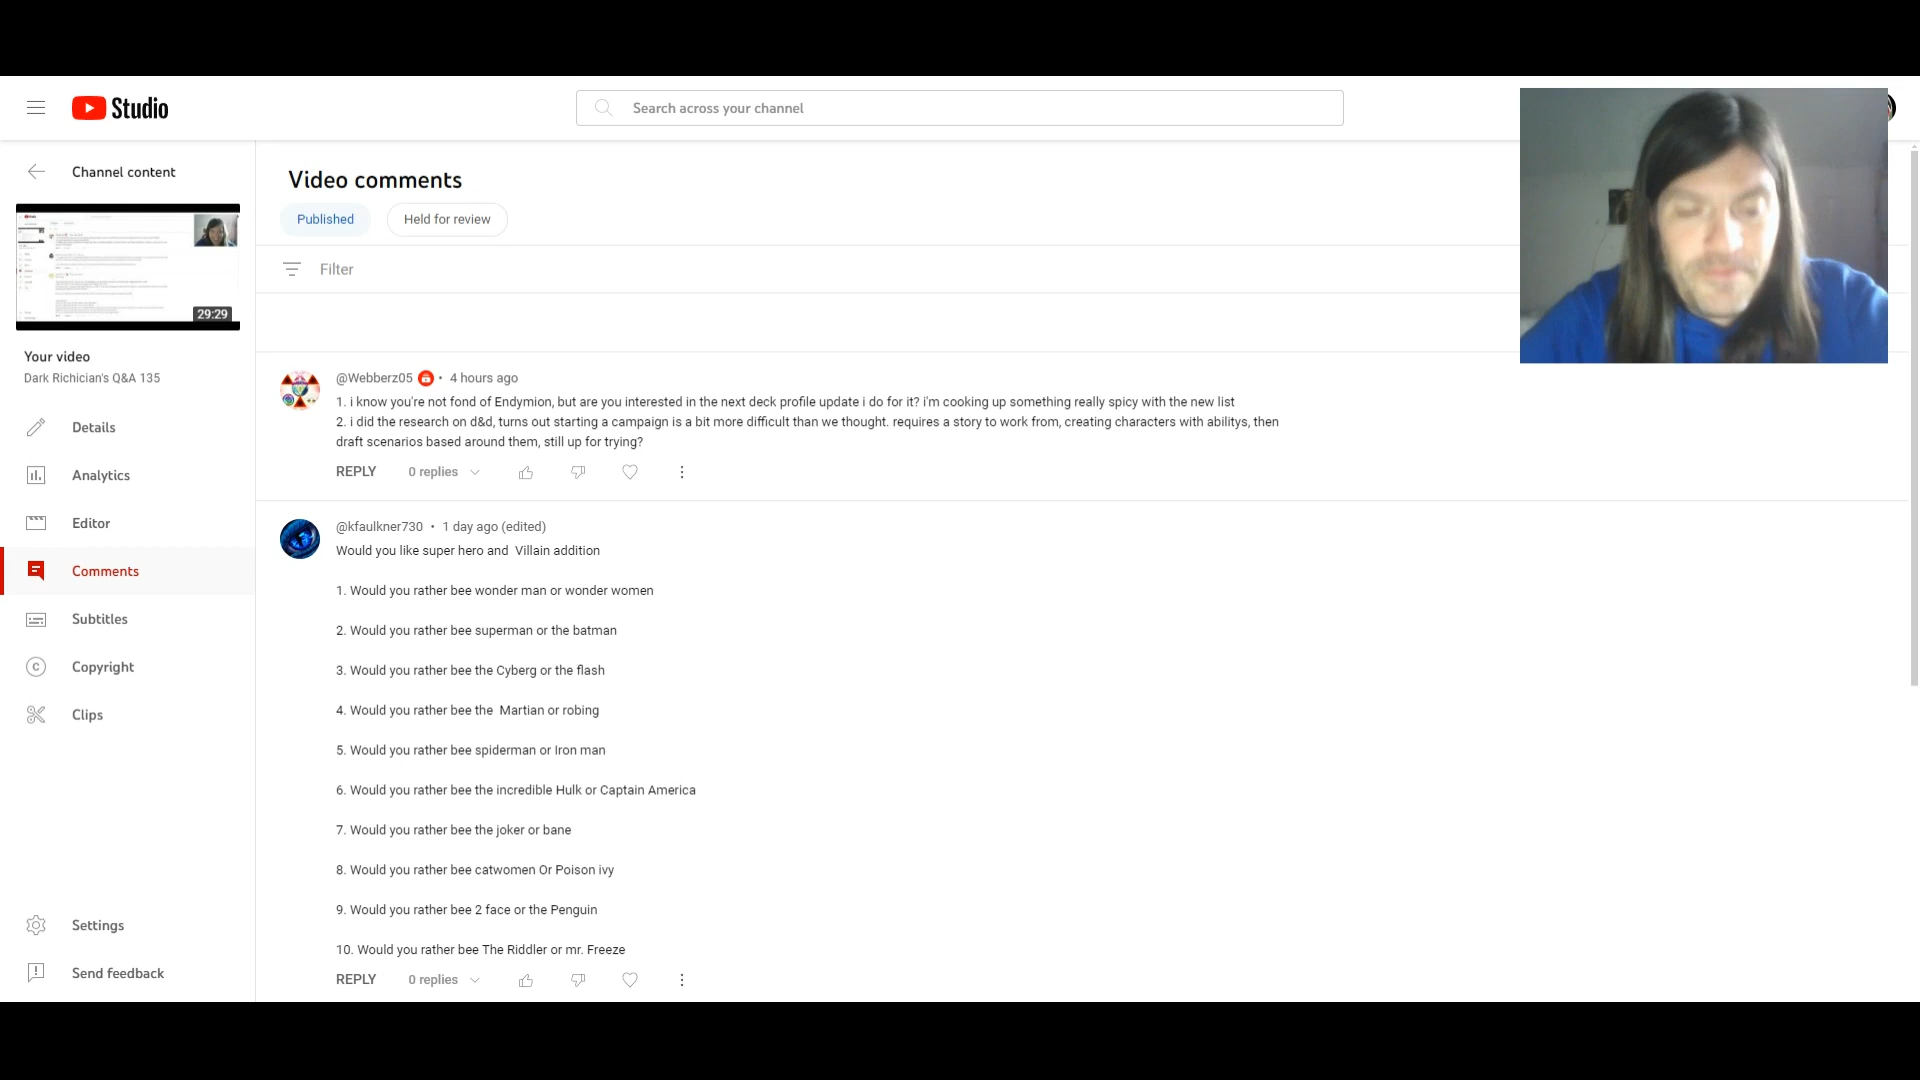 Studio
Search across your channel
Channel content
29:29
Your video
Dark Richician's Q&A 135
Details
Analytics
Editor
Comments
Subtitles
Copyright
Clips
Settings
Send feedback
Video comments
Published
Held for review
Filter
@Webberz05 • 4 hours ago
1. i know you're not fond of Endymion, but are you interested in the next deck profile update i do for it? i'm cooking up something really spicy with the new list
2. i did the research on d&d, turns out starting a campaign is a bit more difficult than we thought. requires a story to work from, creating characters with abilitys, then
draft scenarios based around them, still up for trying?
REPLY 0 replies
@kfaulkner730 • 1 day ago (edited)
Would you like super hero and Villain addition
1. Would you rather bee wonder man or wonder women
2. Would you rather bee superman or the batman
3. Would you rather bee the Cyberg or the flash
4. Would you rather bee the Martian or robing
5. Would you rather bee spiderman or Iron man
6. Would you rather bee the incredible Hulk or Captain America
7. Would you rather bee the joker or bane
8. Would you rather bee catwomen Or Poison ivy
9. Would you rather bee 2 face or the Penguin
10. Would you rather bee The Riddler or mr. Freeze
REPLY 0 replies